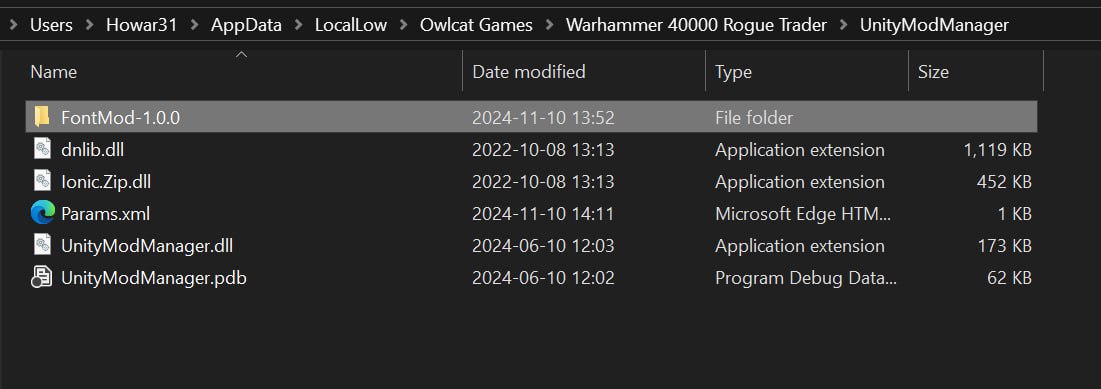 Users > Howar31 > AppData > LocalLow > Owlcat Games > Warhammer 40000 Rogue Trader > UnityModManager
Name Date modified Type Size
FontMod-1.0.0 2024-11-10 13:52 File folder
dnlib.dll 2022-10-08 13:13 Application extension 1,119 KB
Ionic.Zip.dll 2022-10-08 13:13 Application extension 452 KB
Params.xml 2024-11-10 14:11 Microsoft Edge HTM... 1 KB
UnityModManager.dll 2024-06-10 12:03 Application extension 173 KB
UnityModManager.pdb 2024-06-10 12:02 Program Debug Data... 62 KB